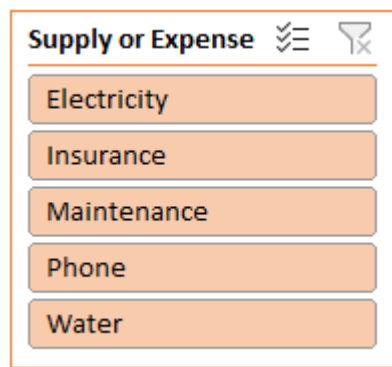 Supply or Expense
Electricity
Insurance
Maintenance
Phone
Water